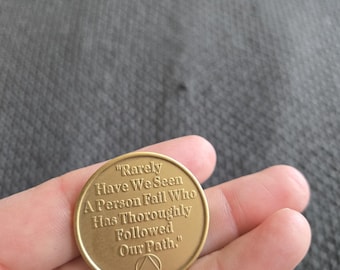 "Rarely
Have We Seen
A Person Fail Who
Has Thoroughly
Followed
Our Path."